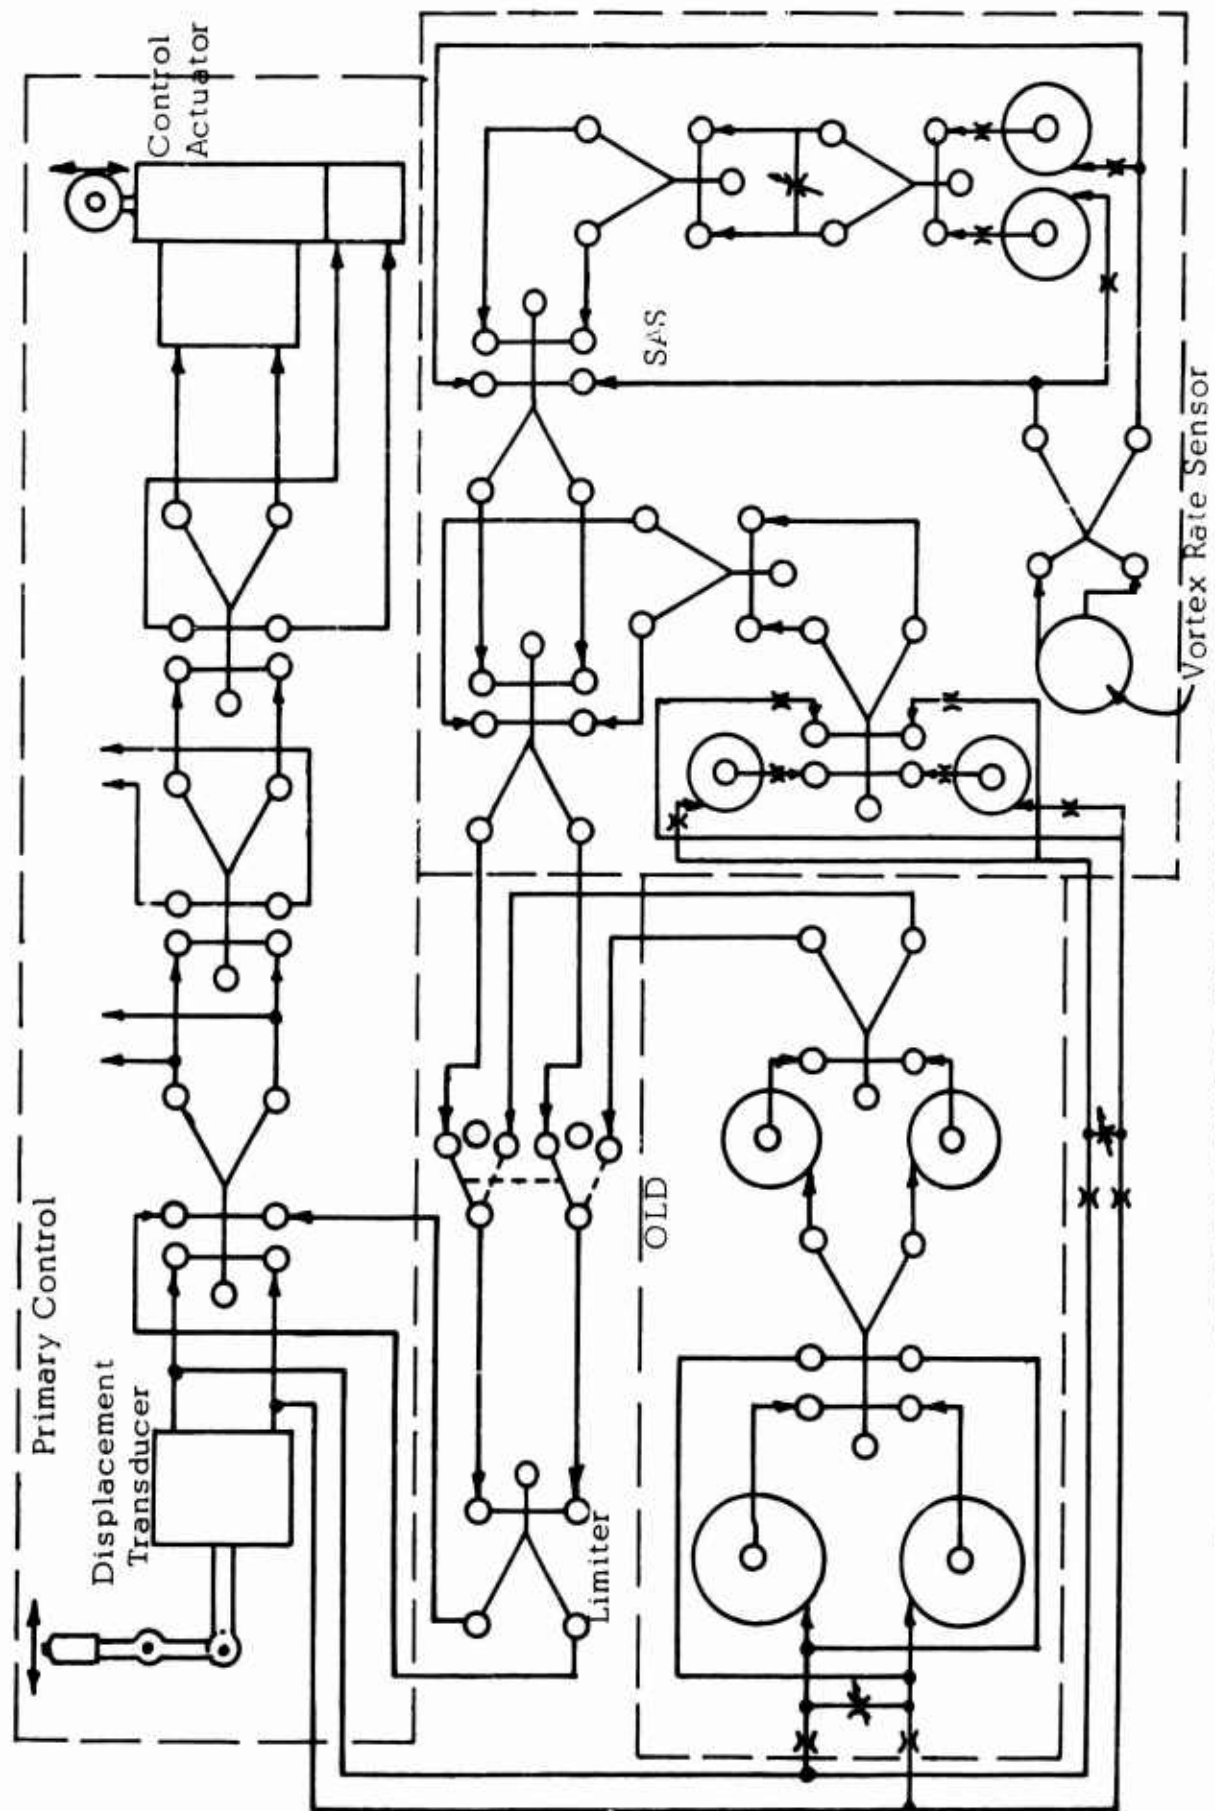 Primary Control
Displacement
Transducer
Control
Actuator
SAS
Vortex Rate Sensor
OLD
Limiter